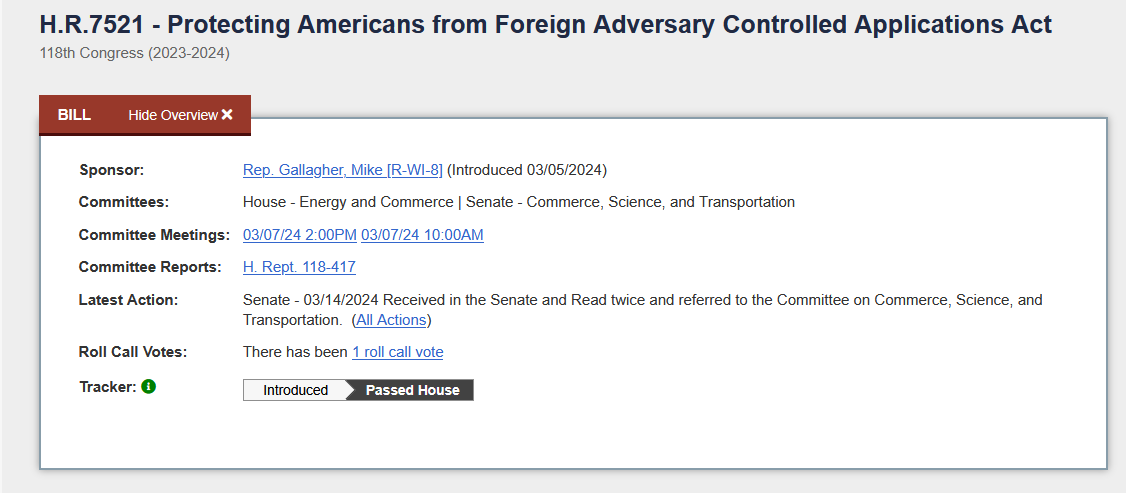 H.R.7521 - Protecting Americans from Foreign Adversary Controlled Applications Act
118th Congress (2023-2024)
BILL Hide Overview ✕
Sponsor: Rep. Gallagher, Mike [R-WI-8] (Introduced 03/05/2024)
Committees: House - Energy and Commerce | Senate - Commerce, Science, and Transportation
Committee Meetings: 03/07/24 2:00PM 03/07/24 10:00AM
Committee Reports: H. Rept. 118-417
Latest Action: Senate - 03/14/2024 Received in the Senate and Read twice and referred to the Committee on Commerce, Science, and
Transportation. (All Actions)
Roll Call Votes: There has been 1 roll call vote
Tracker: Introduced Passed House